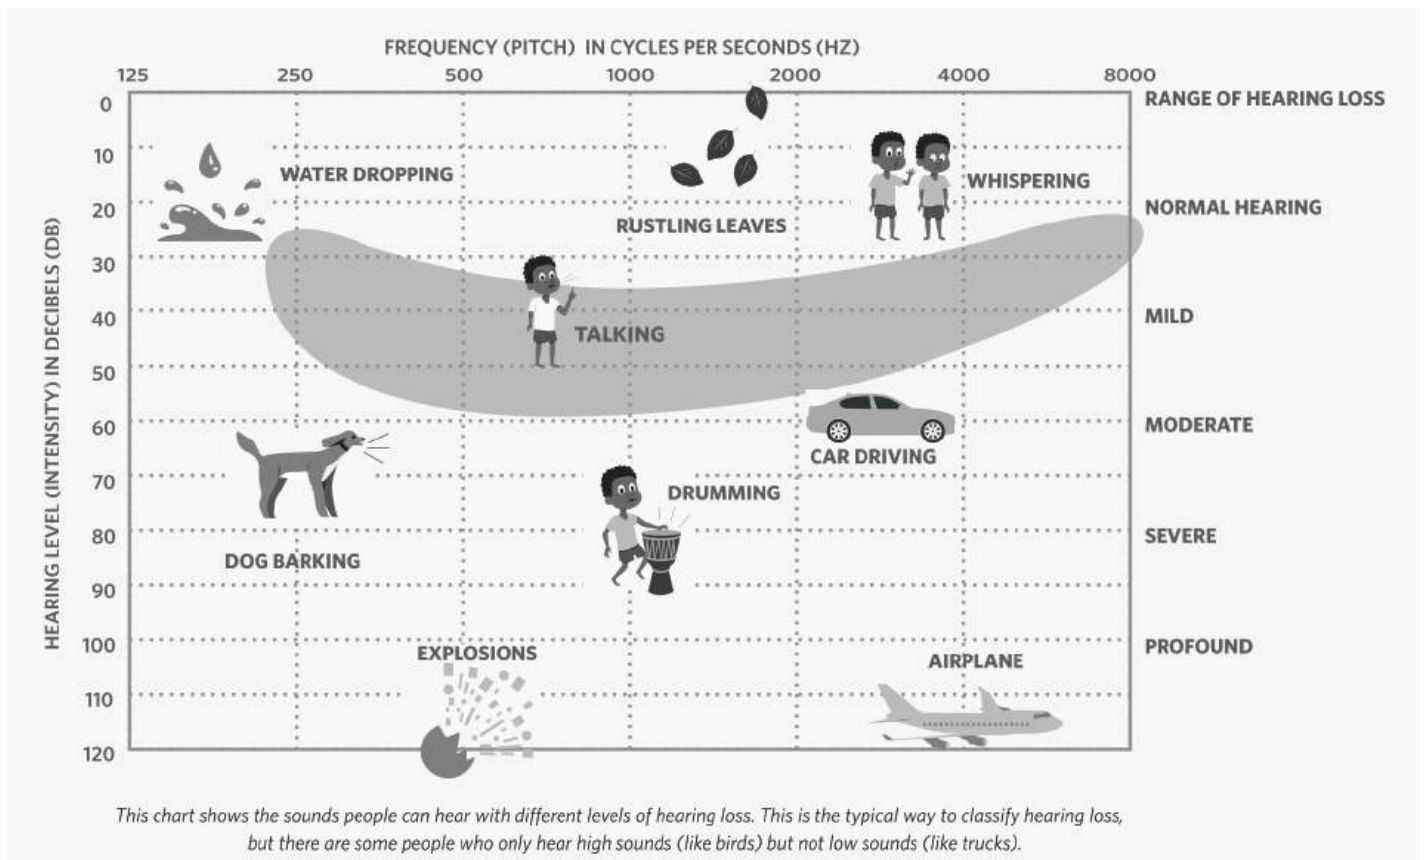 FREQUENCY (PITCH) IN CYCLES PER SECONDS (HZ)
125 250 500 1000 2000 4000 8000
HEARING LEVEL (INTENSITY) IN DECIBELS (DB)
0
10
20
30
40
50
60
70
80
90
100
110
120
RANGE OF HEARING LOSS
NORMAL HEARING
MILD
MODERATE
SEVERE
PROFOUND
WATER DROPPING
RUSTLING LEAVES
WHISPERING
TALKING
CAR DRIVING
DRUMMING
DOG BARKING
EXPLOSIONS
AIRPLANE
This chart shows the sounds people can hear with different levels of hearing loss. This is the typical way to classify hearing loss,
but there are some people who only hear high sounds (like birds) but not low sounds (like trucks).